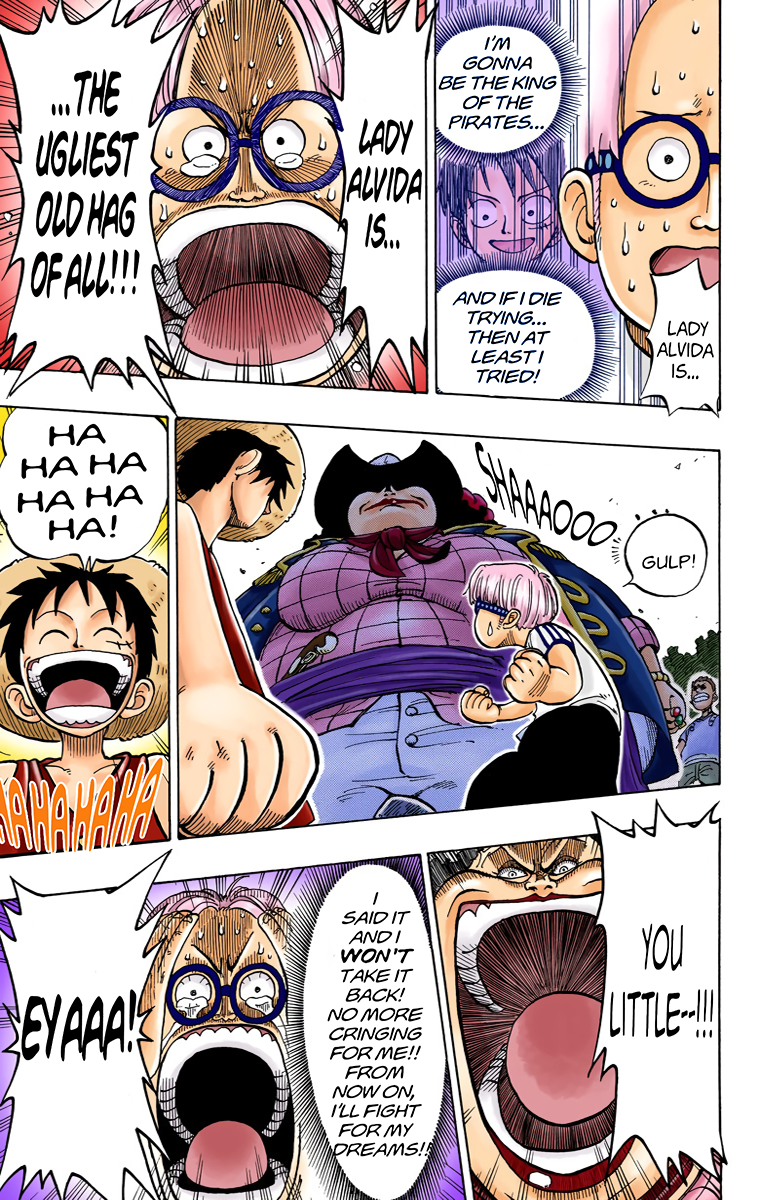 I'M
GONNA
BE THE KING
OF THE
PIRATES...
AND IF I DIE
TRYING...
THEN AT
LEAST I
TRIED!
LADY
ALVIDA
IS...
LADY
ALVIDA
IS...
...THE
UGLIEST
OLD HAG
OF ALL!!!
SHAAAOOO
GULP!
HA
HA HA
HA HA
HA!
HAHAHAHA
YOU
LITTLE--!!!
I
SAID IT
AND I
WON'T
TAKE IT
BACK!
NO MORE
CRINGING
FOR ME!!
FROM
NOW ON,
I'LL FIGHT
FOR MY
DREAMS!!
EYAAA!